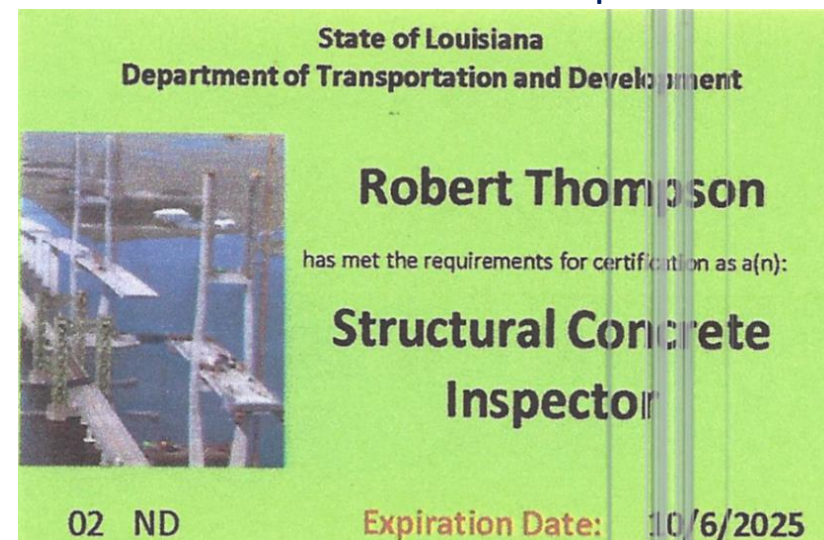 State of Louisiana
Department of Transportation and Development
Robert Thompson
has met the requirements for certification as a(n):
Structural Concrete
Inspector
02 ND
Expiration Date: 10/6/2025